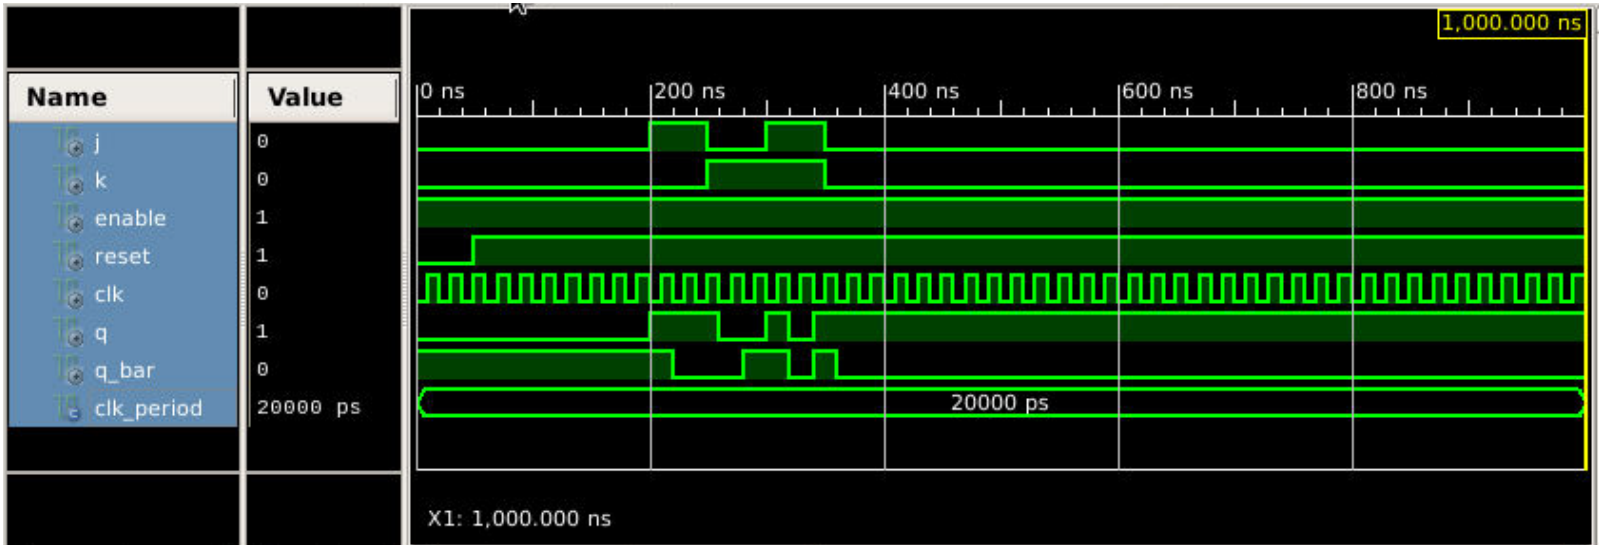 1,000.000 ns
Name
Value
0 ns
200 ns
400 ns
600 ns
800 ns
j
0
k
0
enable
1
reset
1
clk
0
q
1
q_bar
0
clk_period
20000 ps
20000 ps
X1: 1,000.000 ns